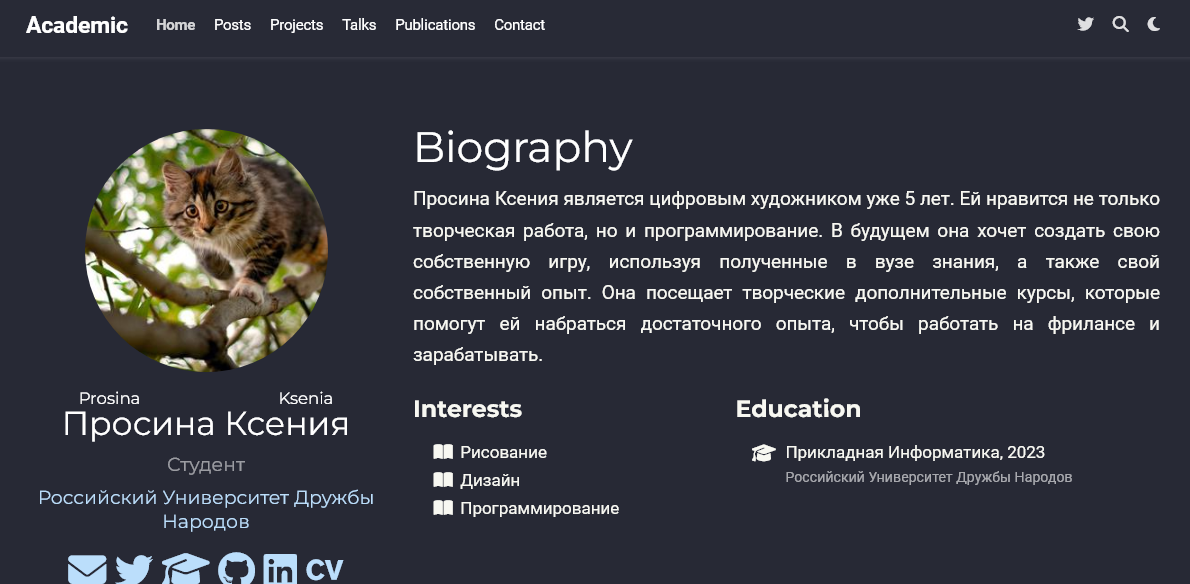 Academic Home Posts Projects Talks Publications Contact
Biography
Просина Ксения является цифровым художником уже 5 лет. Ей нравится не только
творческая работа, но и программирование. В будущем она хочет создать свою
собственную игру, используя полученные в вузе знания, а также свой
собственный опыт. Она посещает творческие дополнительные курсы, которые
помогут ей набраться достаточного опыта, чтобы работать на фрилансе и
зарабатывать.
Prosina Ksenia
Просина Ксения
Студент
Российский Университет Дружбы
Народов
CV
Interests
Рисование
Дизайн
Программирование
Education
Прикладная Информатика, 2023
Российский Университет Дружбы Народов